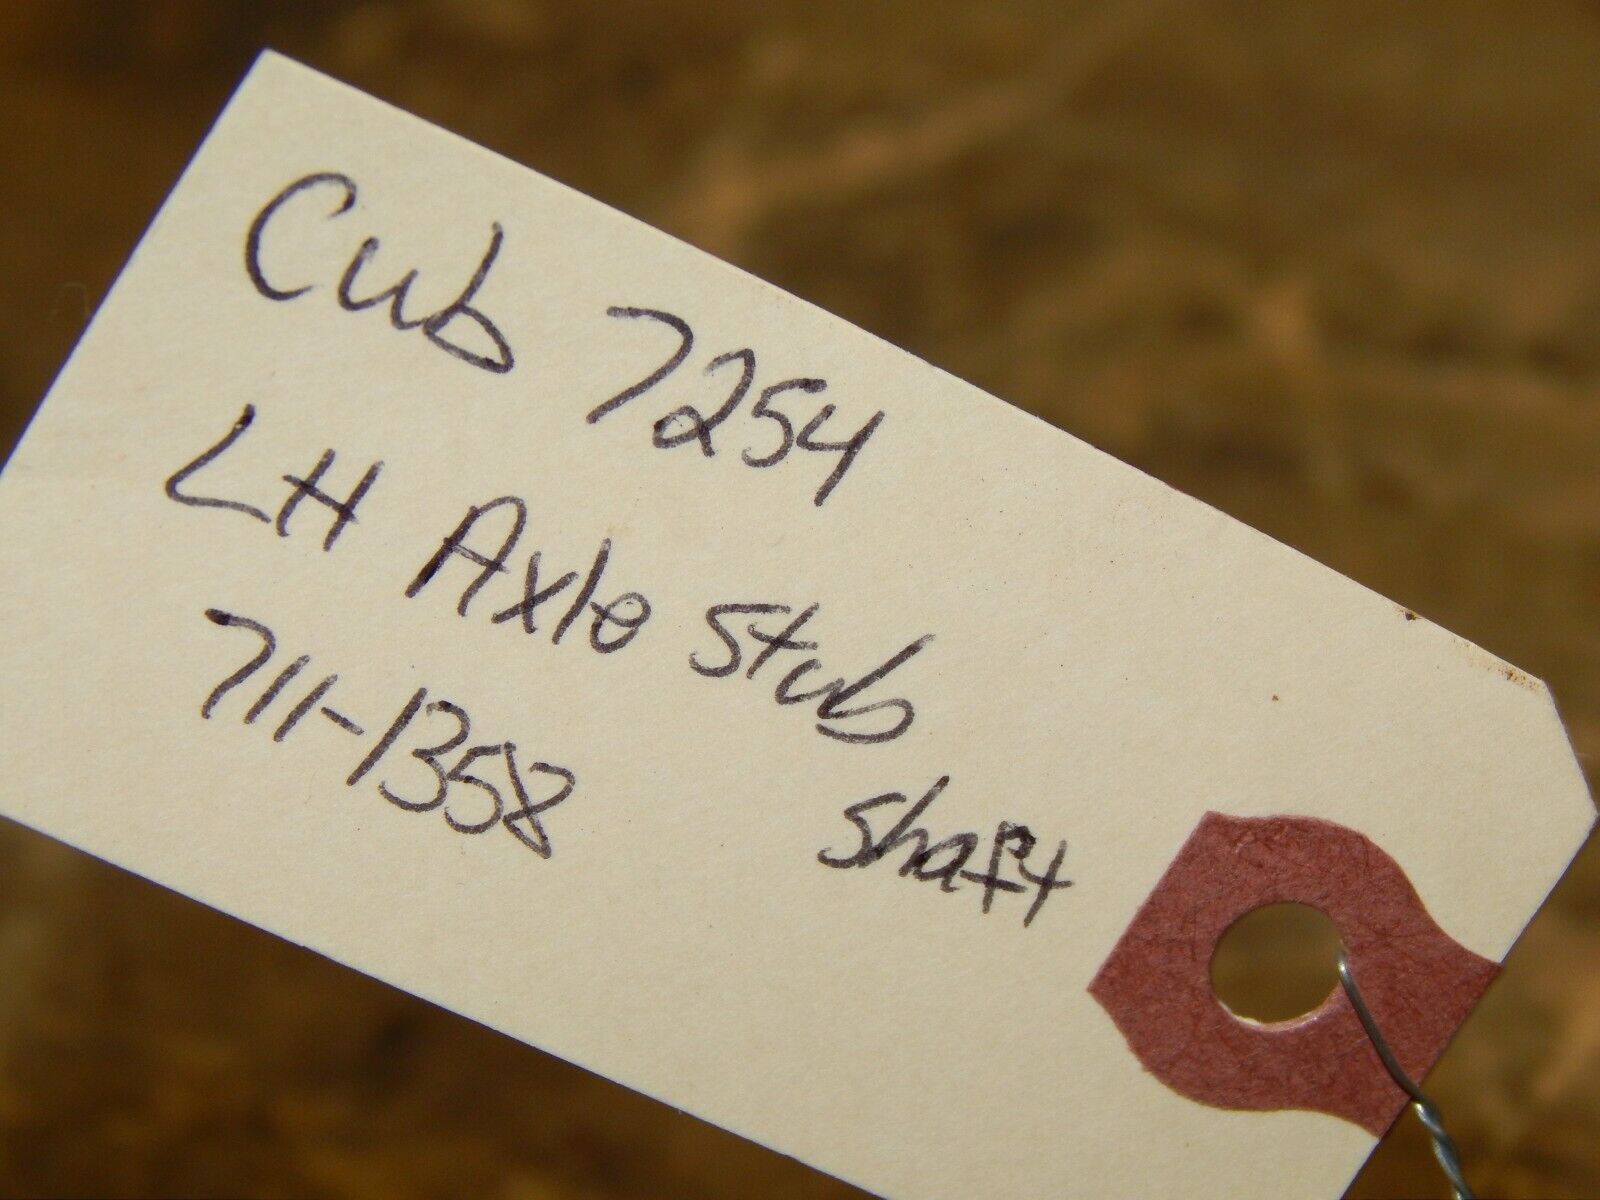 Cub 7254
LH Axle Stub
Shaft
711-1358